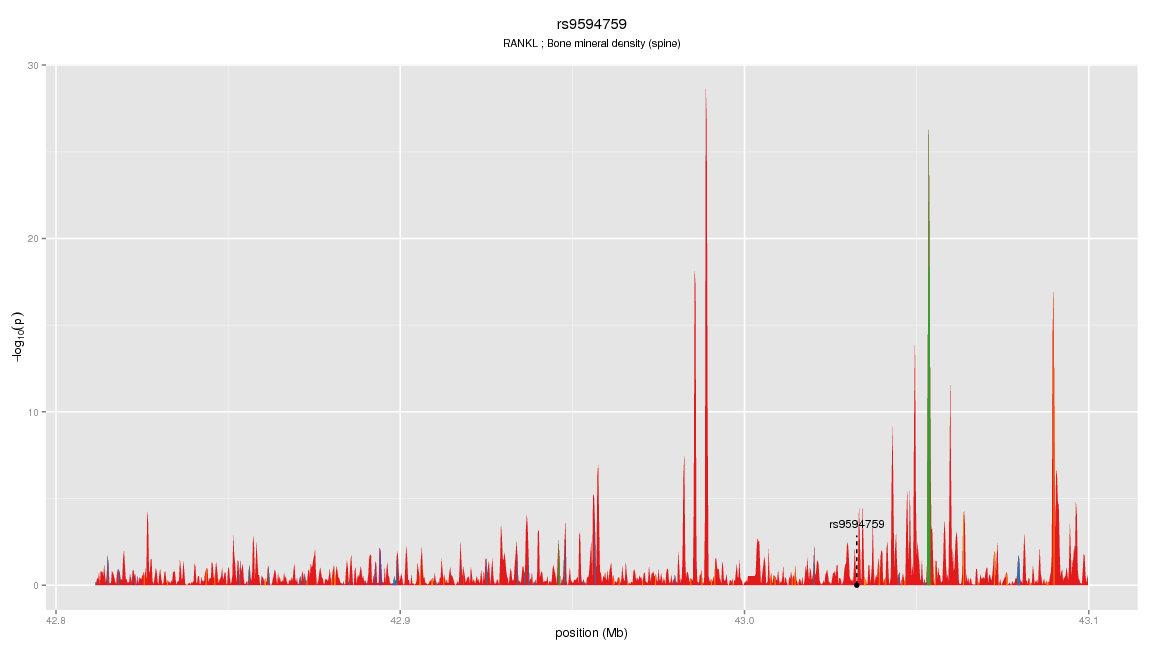 rs9594759
RANKL ; Bone mineral density (spine)
30
20
10
0
−log10(p)
rs9594759
42.8
42.9
43.0
43.1
position (Mb)